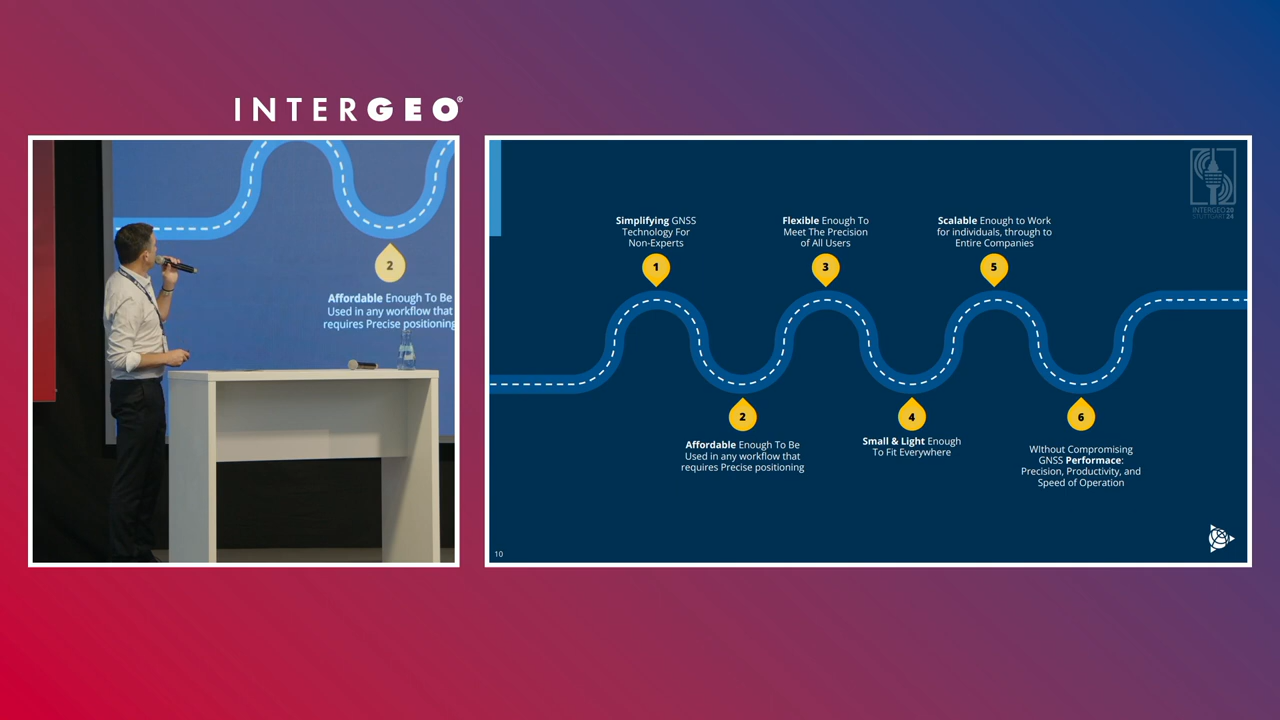 INTERGEO®
2
Affordable Enough To Be
Used in any workflow that
requires Precise positioning
INTERGEO 20
STUTTGART 24
Simplifying GNSS
Technology For
Non-Experts
1
Flexible Enough To
Meet The Precision
of All Users
3
Scalable Enough to Work
for individuals, through to
Entire Companies
5
2
Affordable Enough To Be
Used in any workflow that
requires Precise positioning
4
Small & Light Enough
To Fit Everywhere
6
WIthout Compromising
GNSS Performace:
Precision, Productivity, and
Speed of Operation
10